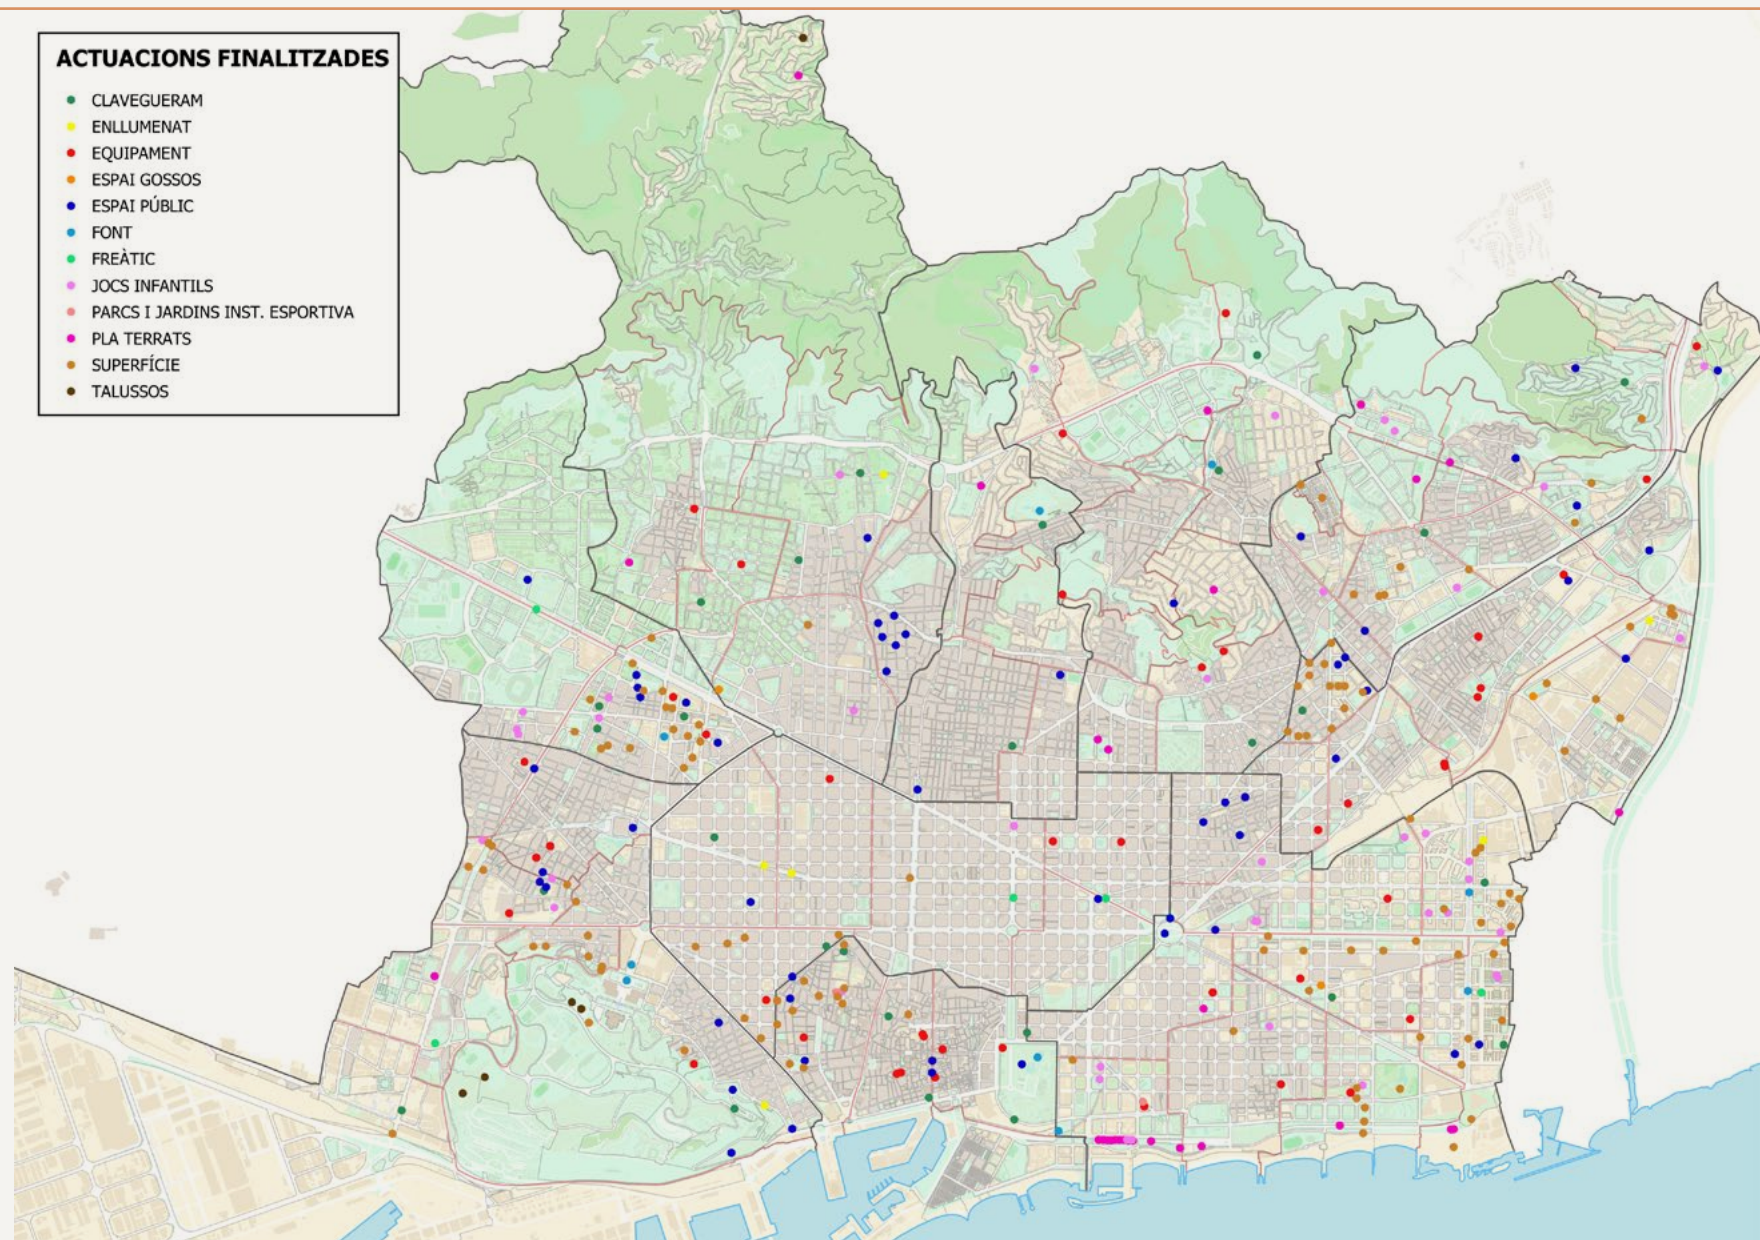 ACTUACIONS FINALITZADES
CLAVEGUERAM
ENLLUMENAT
EQUIPAMENT
ESPAI GOSSOS
ESPAI PÚBLIC
FONT
FREÀTIC
JOCS INFANTILS
PARCS I JARDINS INST. ESPORTIVA
PLA TERRATS
SUPERFÍCIE
TALUSSOS